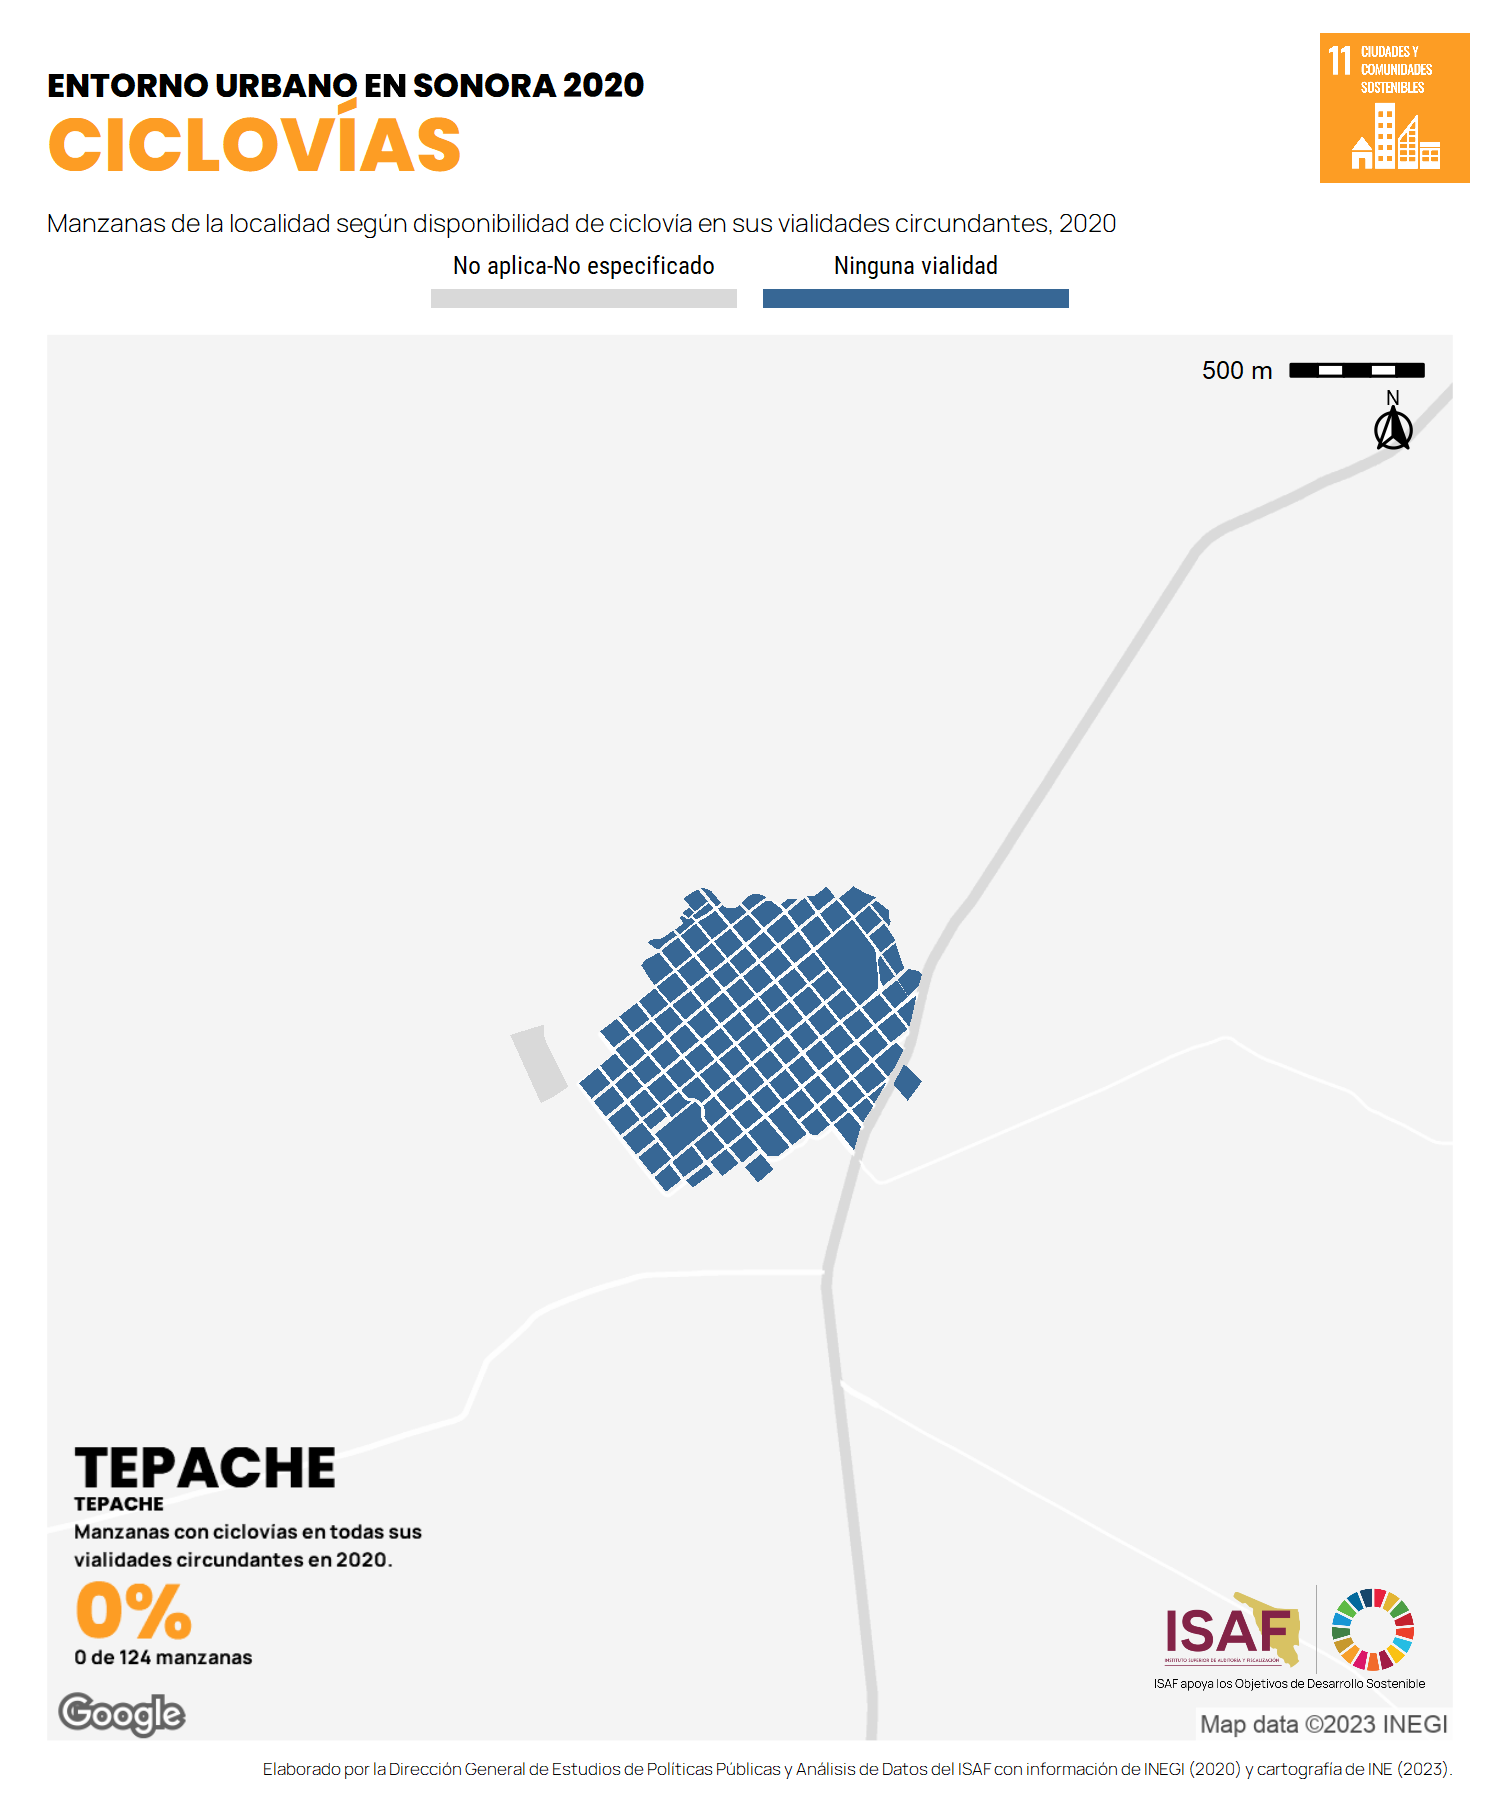 ENTORNO URBANO EN SONORA 2020
CICLOVÍAS
11 CIUDADES Y
COMUNIDADES
SOSTENIBLES
Manzanas de la localidad según disponibilidad de ciclovía en sus vialidades circundantes, 2020
No aplica-No especificado
Ninguna vialidad
500 m
N
TEPACHE
TEPACHE
Manzanas con ciclovias en todas sus
vialidades circundantes en 2020.
0%
0 de 124 manzanas
ISAF
INSTITUTO SUPERIOR DE AUDITORÍA Y FISCALIZACIÓN
ISAF apoya los Objetivos de Desarrollo Sostenible
Google
Map data ©2023 INEGI
Elaborado por la Dirección General de Estudios de Políticas Públicas y Análisis de Datos del ISAF con información de INEGI (2020) y cartografía de INE (2023).